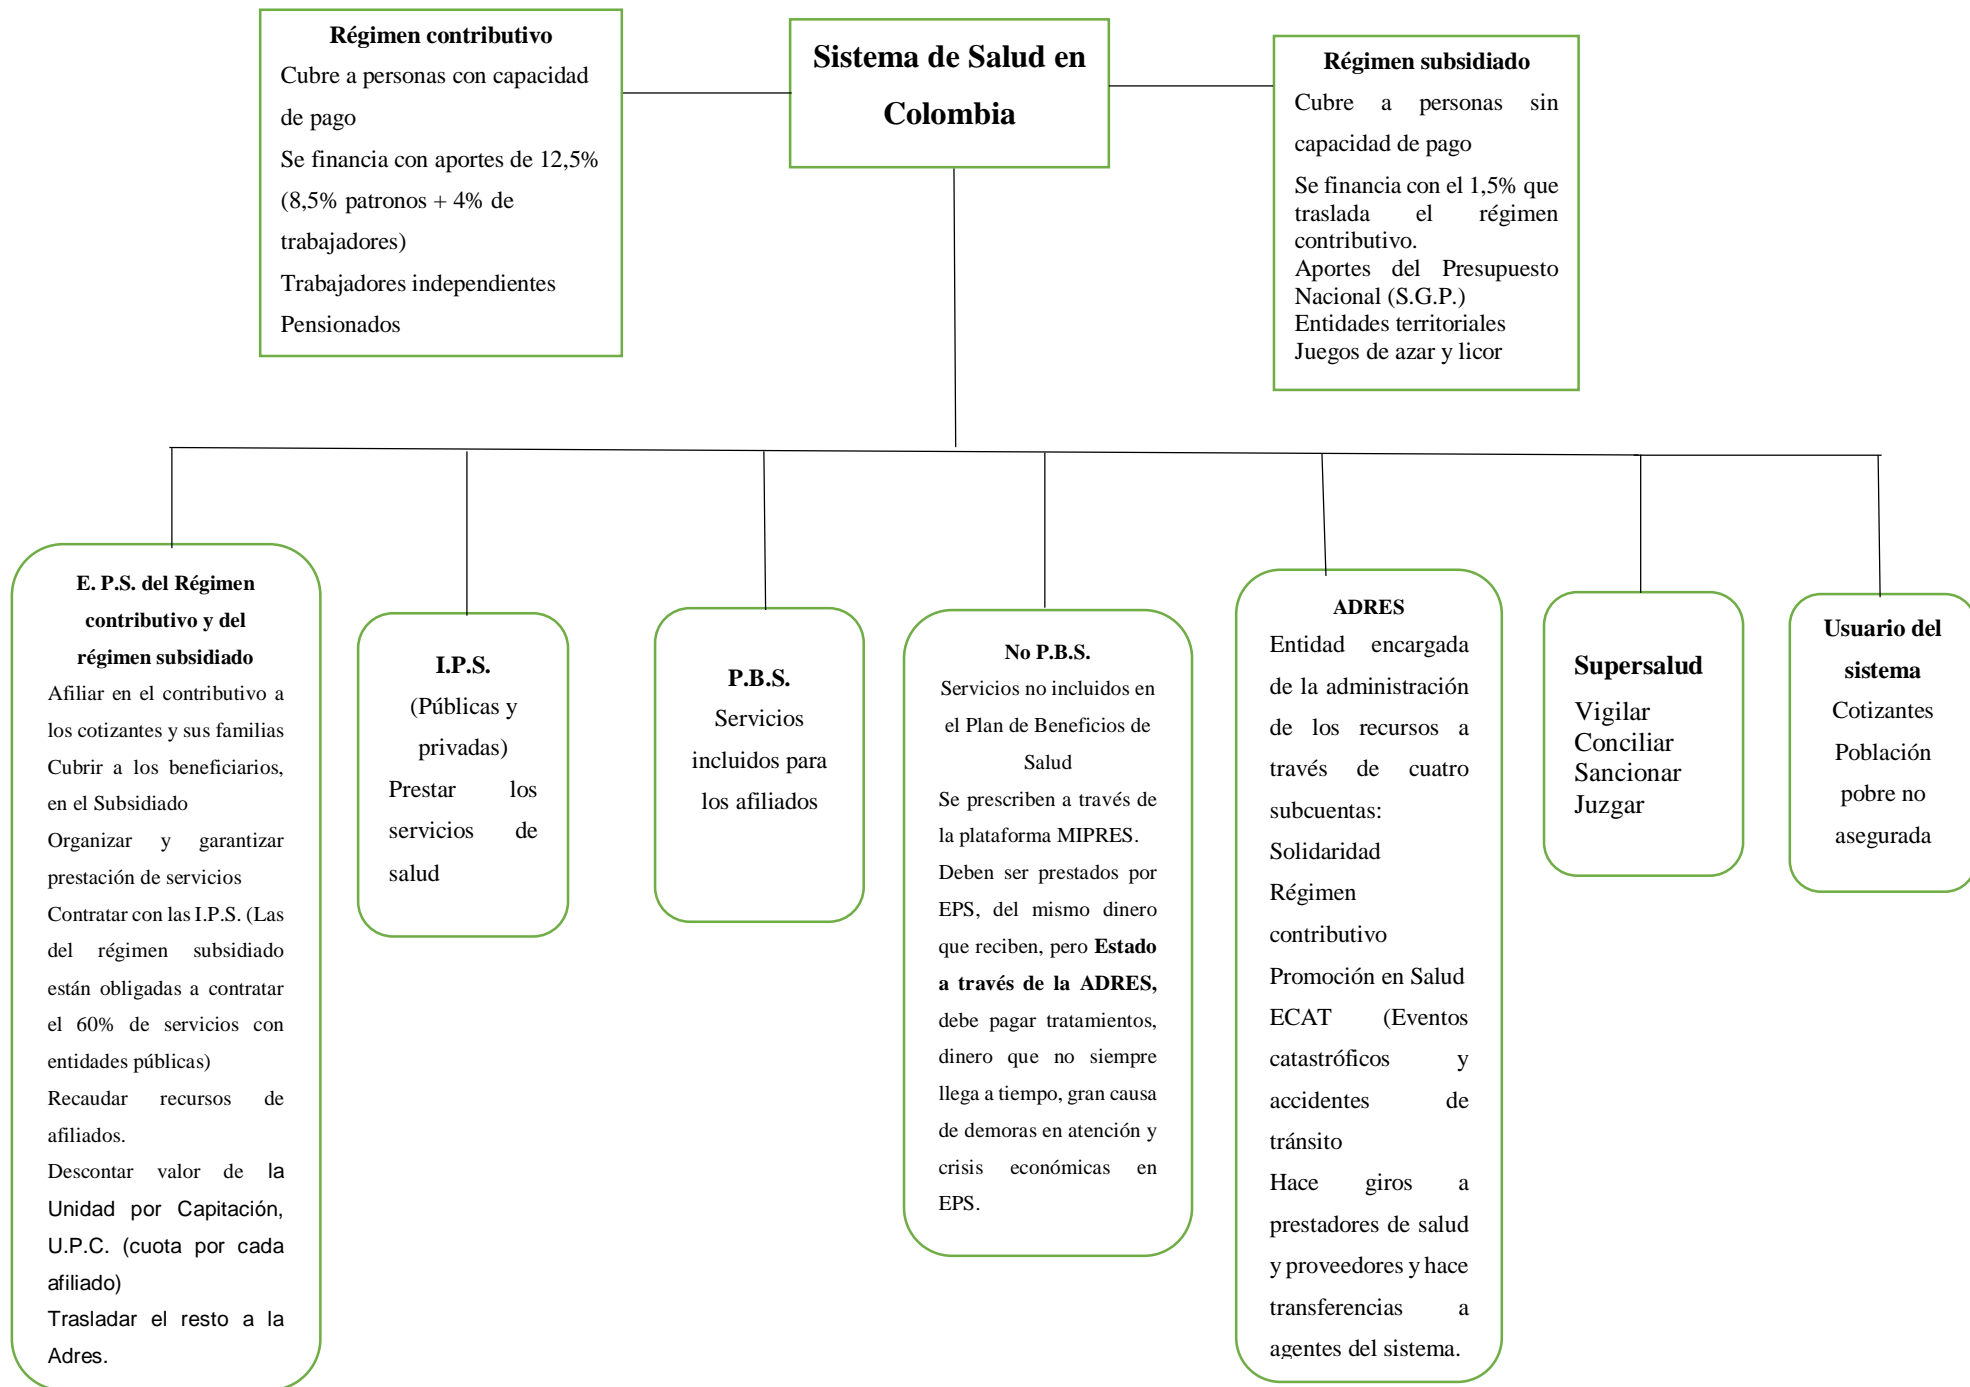 Régimen contributivo
Cubre a personas con capacidad
de pago
Se financia con aportes de 12,5%
(8,5% patronos + 4% de
trabajadores)
Trabajadores independientes
Pensionados
Sistema de Salud en
Colombia
Régimen subsidiado
Cubre a personas sin
capacidad de pago
Se financia con el 1,5% que
traslada el régimen
contributivo.
Aportes del Presupuesto
Nacional (S.G.P.)
Entidades territoriales
Juegos de azar y licor
E. P.S. del Régimen
contributivo y del
régimen subsidiado
Afiliar en el contributivo a
los cotizantes y sus familias
Cubrir a los beneficiarios,
en el Subsidiado
Organizar y garantizar
prestación de servicios
Contratar con las I.P.S. (Las
del régimen subsidiado
están obligadas a contratar
el 60% de servicios con
entidades públicas)
Recaudar recursos de
afiliados.
Descontar valor de la
Unidad por Capitación,
U.P.C. (cuota por cada
afiliado)
Trasladar el resto a la
Adres.
I.P.S.
(Públicas y
privadas)
Prestar los
servicios de
salud
P.B.S.
Servicios
incluidos para
los afiliados
No P.B.S.
Servicios no incluidos en
el Plan de Beneficios de
Salud
Se prescriben a través de
la plataforma MIPRES.
Deben ser prestados por
EPS, del mismo dinero
que reciben, pero Estado
a través de la ADRES,
debe pagar tratamientos,
dinero que no siempre
llega a tiempo, gran causa
de demoras en atención y
crisis económicas en
EPS.
ADRES
Entidad encargada
de la administración
de los recursos a
través de cuatro
subcuentas:
Solidaridad
Régimen
contributivo
Promoción en Salud
ECAT (Eventos
catastróficos y
accidentes de
tránsito
Hace giros a
prestadores de salud
y proveedores y hace
transferencias a
agentes del sistema.
Supersalud
Vigilar
Conciliar
Sancionar
Juzgar
Usuario del
sistema
Cotizantes
Población
pobre no
asegurada